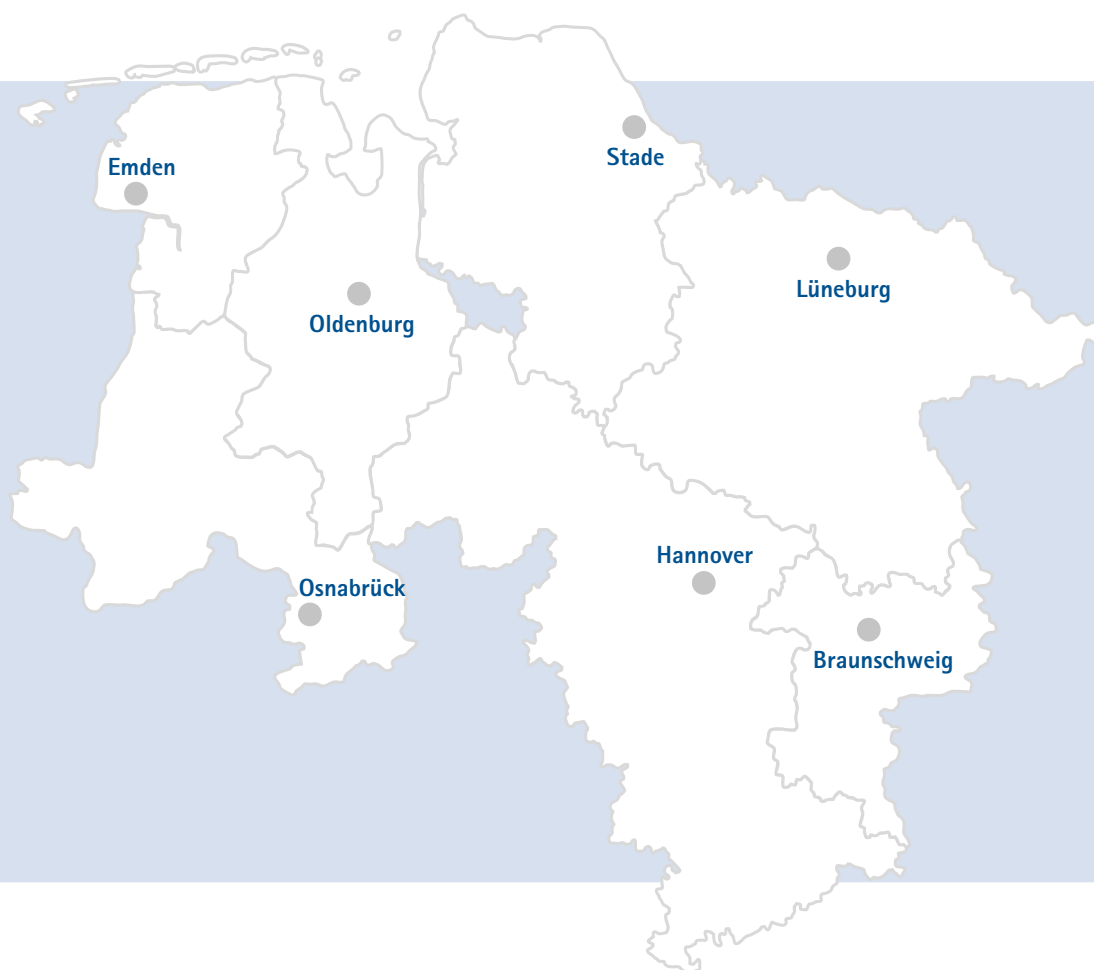 Stade
Emden
Lüneburg
Oldenburg
Hannover
Osnabrück
Braunschweig